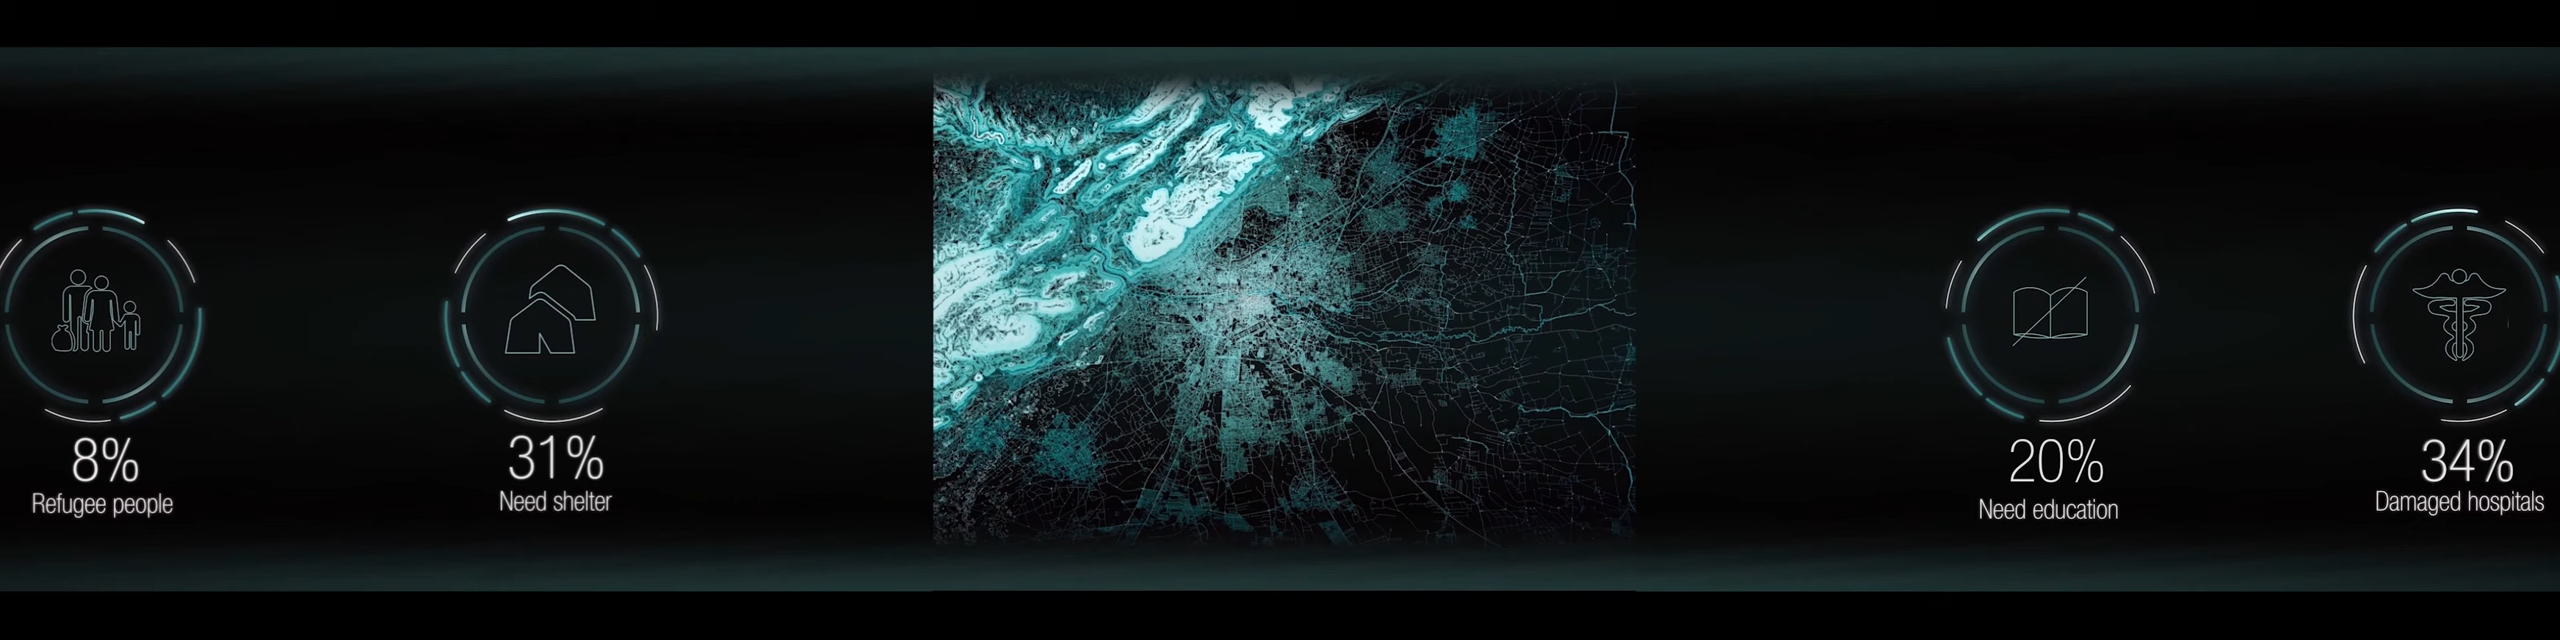 8%
Refugee people
31%
Need shelter
20%
Need education
34%
Damaged hospitals